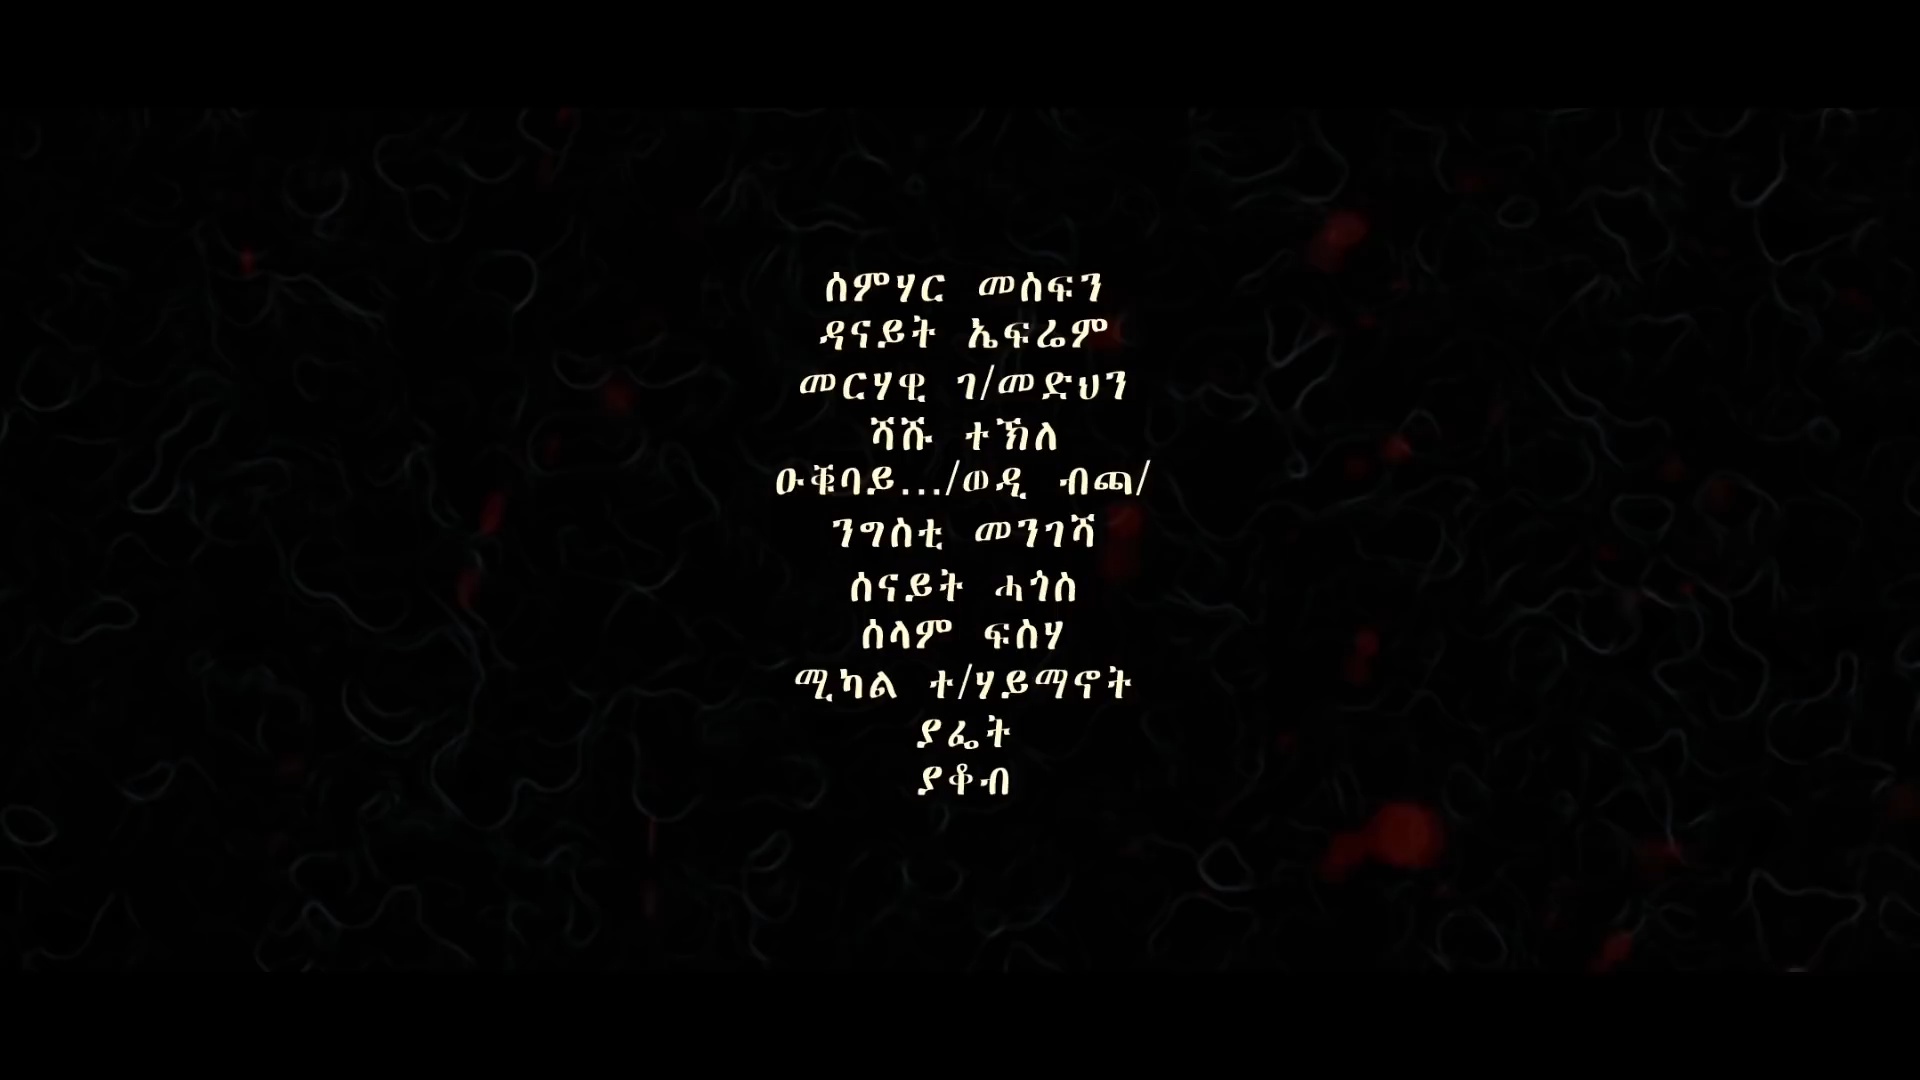 ሰምሃር መስፍን
ዳናይት ኤፍሬም
መርሃዊ ገ/መድህን
ሻሹ ተኽለ
ዑቑባይ.../ወዲ ብጫ/
ንግስቲ መንገሻ
ሰናይት ሓጎስ
ሰላም ፍስሃ
ሚካል ተ/ሃይማኖት
ያፌት
ያቆብ